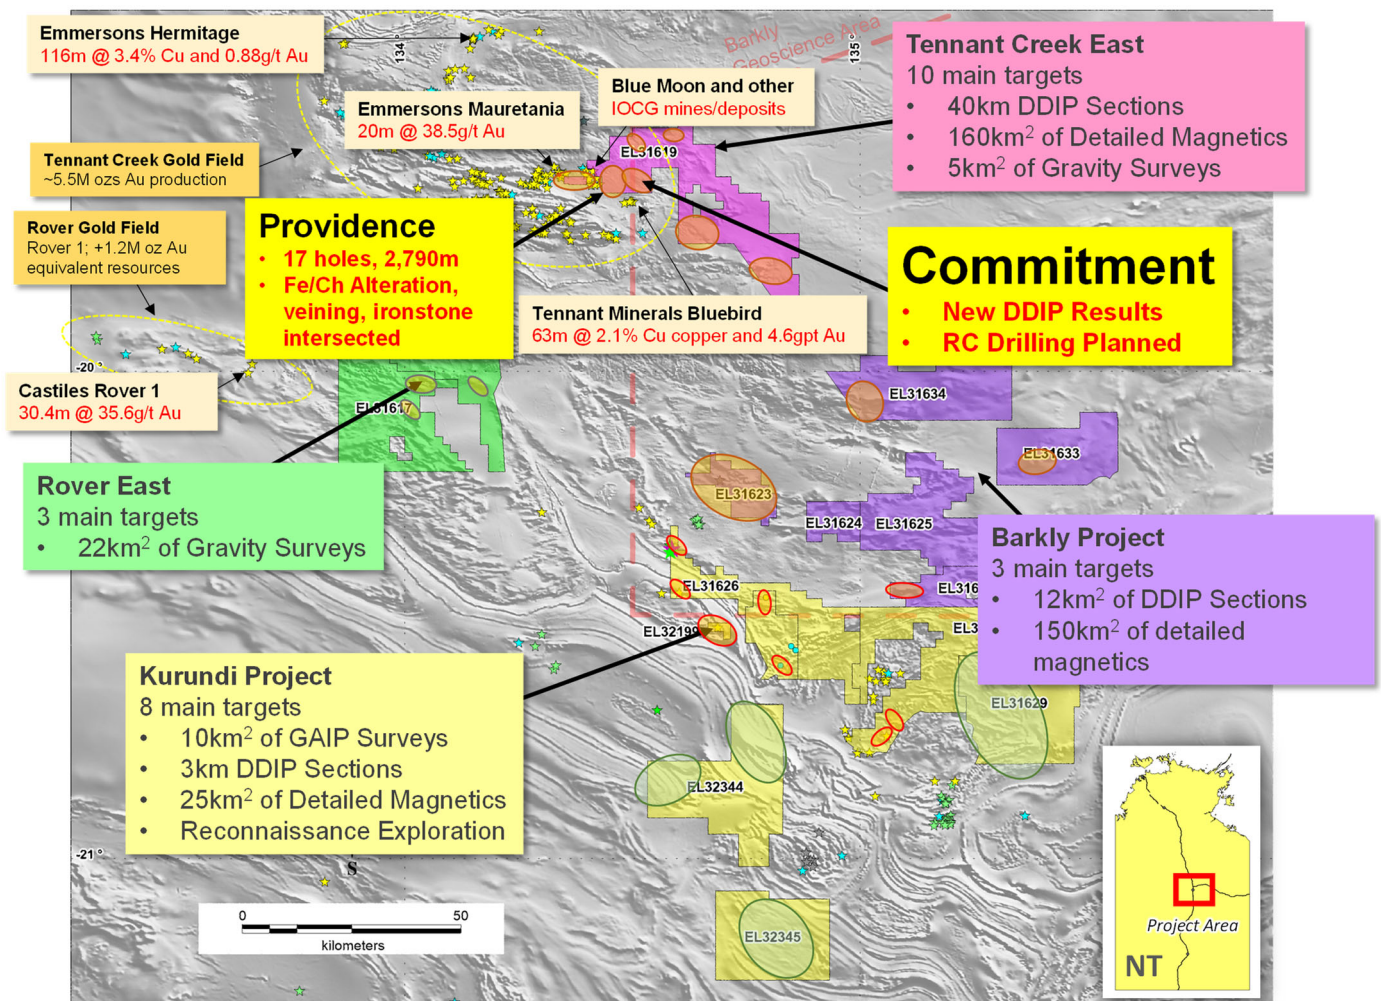 Emmersons Hermitage
116m @ 3.4% Cu and 0.88g/t Au
134 °
Barkly
Geoscience Area
135 °
Tennant Creek East
10 main targets
• 40km DDIP Sections
• 160km² of Detailed Magnetics
• 5km² of Gravity Surveys
Blue Moon and other
IOCG mines/deposits
Emmersons Mauretania
20m @ 38.5g/t Au
EL31619
Tennant Creek Gold Field
~5.5M ozs Au production
Rover Gold Field
Rover 1; +1.2M oz Au
equivalent resources
Providence
• 17 holes, 2,790m
• Fe/Ch Alteration,
veining, ironstone
intersected
Commitment
• New DDIP Results
• RC Drilling Planned
Tennant Minerals Bluebird
63m @ 2.1% Cu copper and 4.6gpt Au
-20 °
Castiles Rover 1
30.4m @ 35.6g/t Au
EL31617
EL31634
EL31633
Rover East
3 main targets
• 22km² of Gravity Surveys
EL31623
EL31624
EL31625
Barkly Project
3 main targets
• 12km² of DDIP Sections
• 150km² of detailed
magnetics
EL31626
EL316
EL32199
EL3
Kurundi Project
8 main targets
• 10km² of GAIP Surveys
• 3km DDIP Sections
• 25km² of Detailed Magnetics
• Reconnaissance Exploration
EL31629
EL32344
-21 °
S
0 50
kilometers
EL32345
Project Area
NT